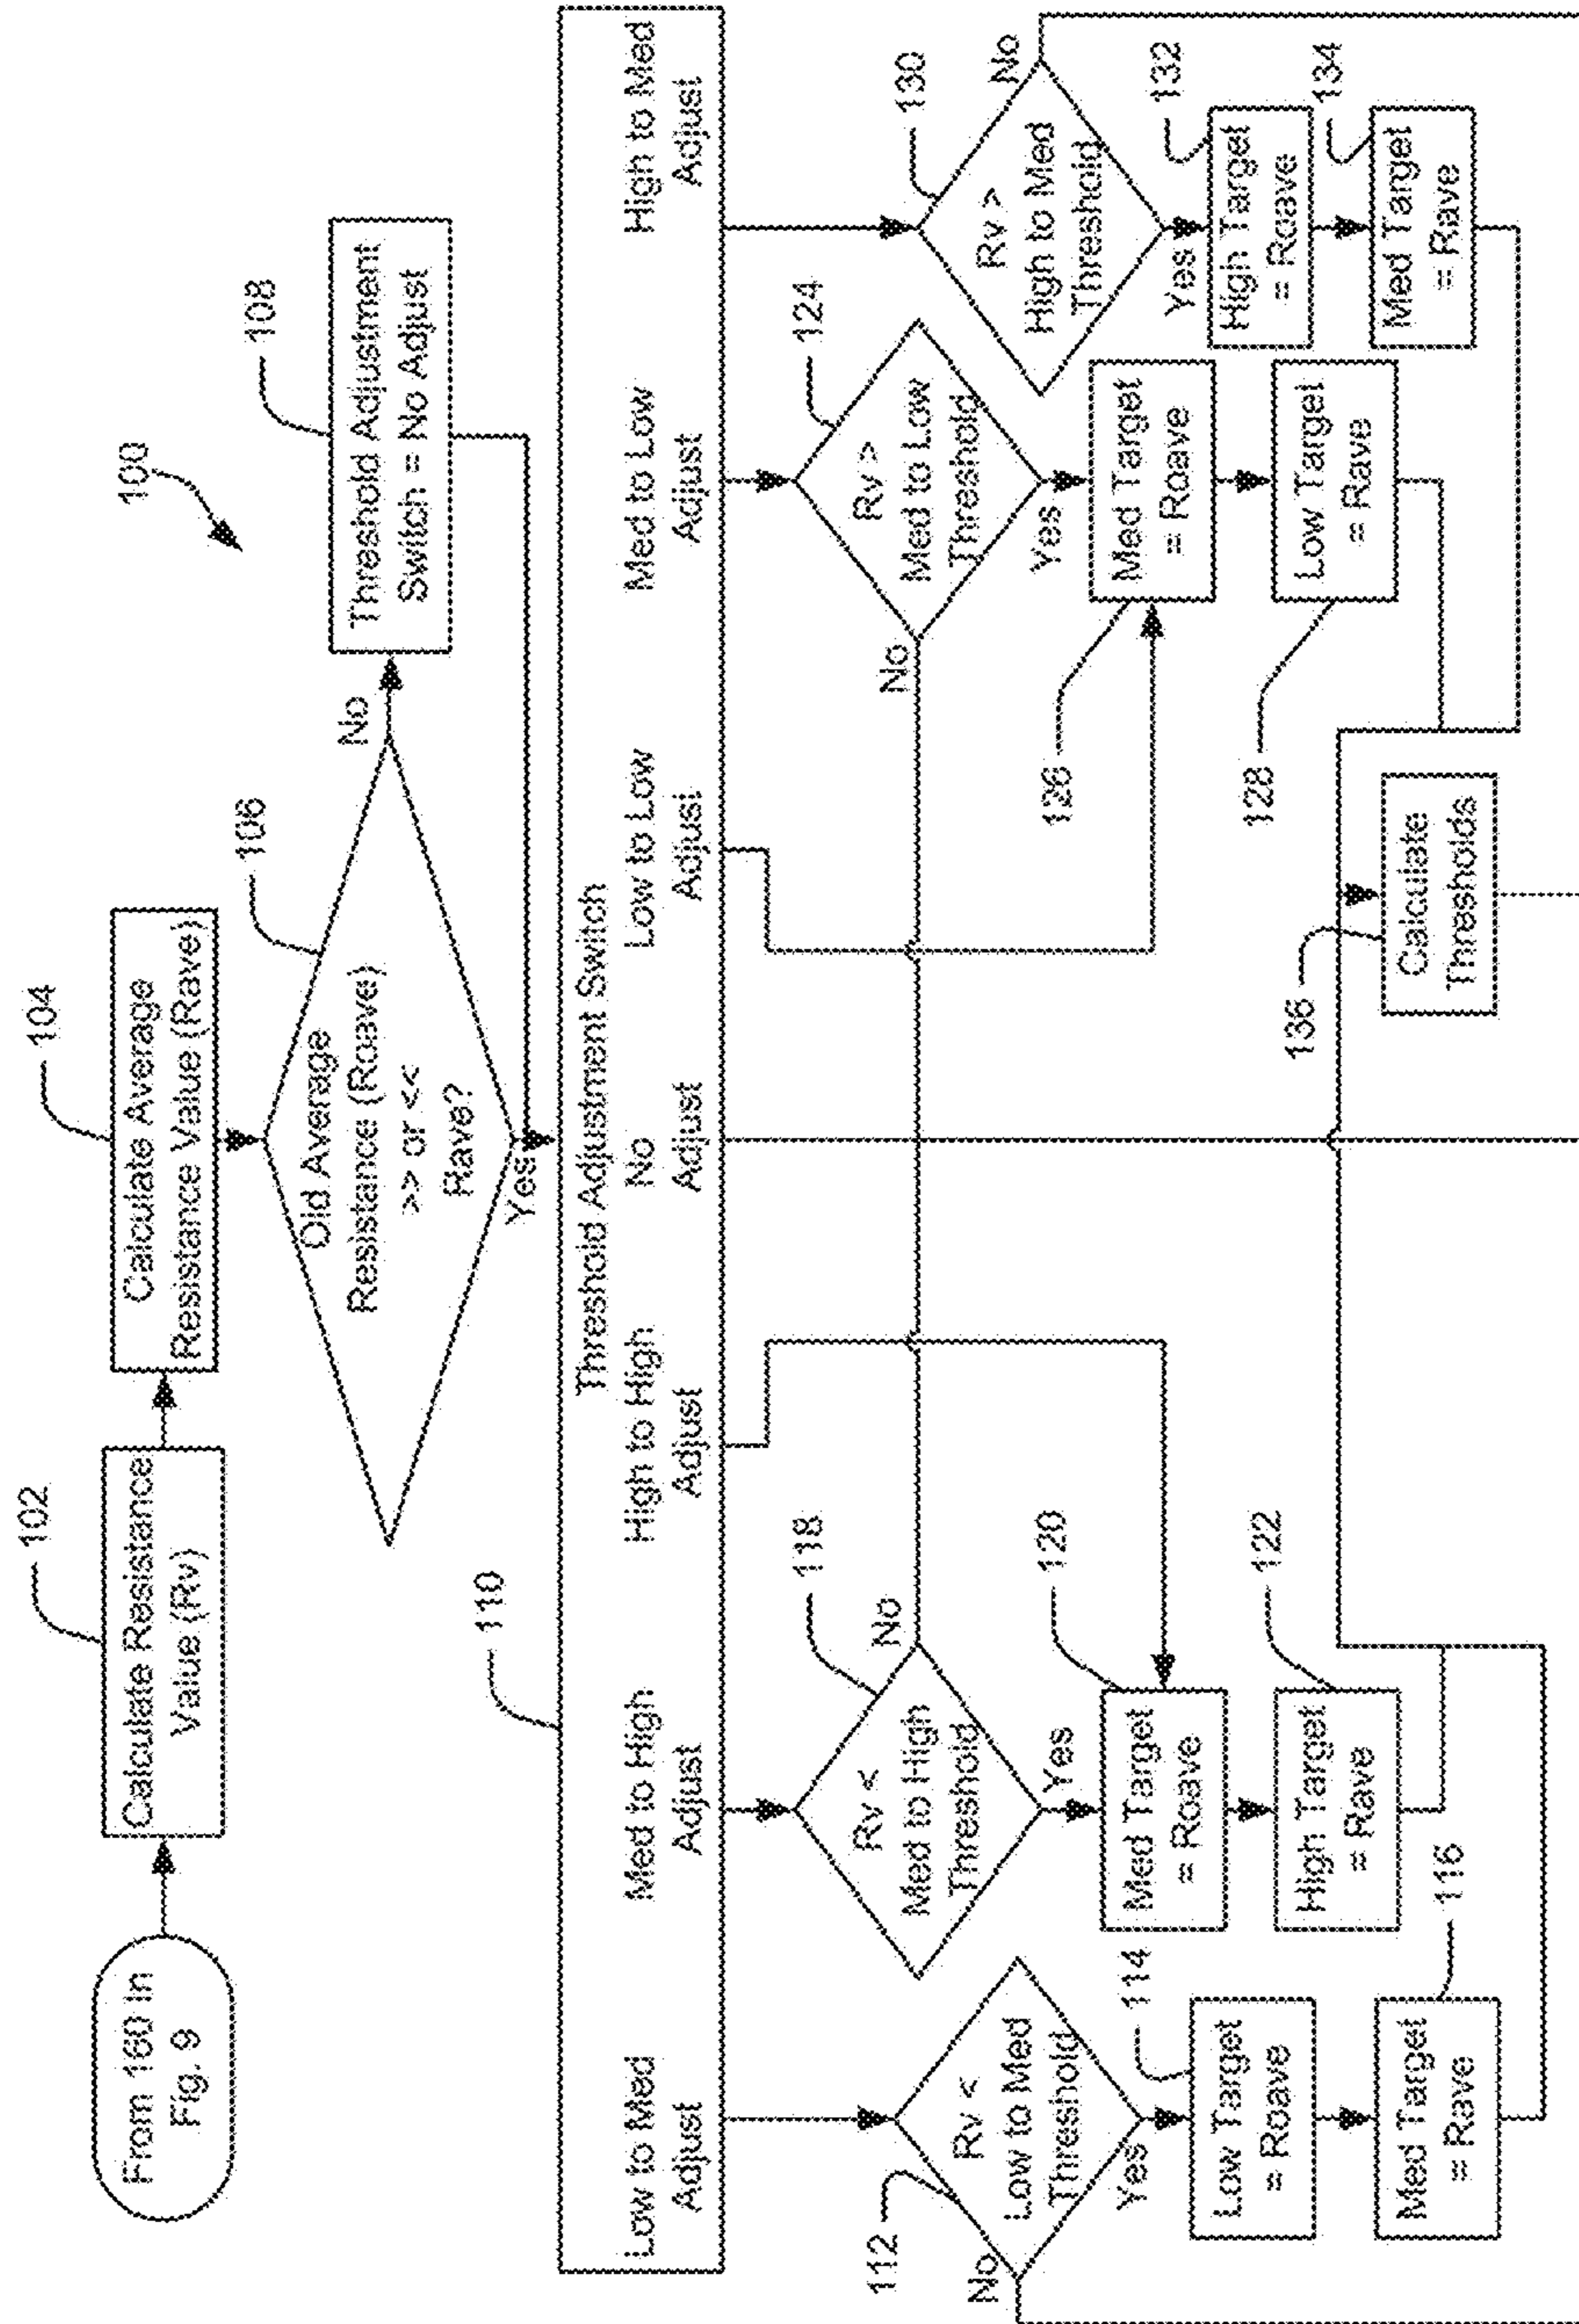 100
From 160 In
Fig. 9
102
Calculate Resistance
Value (Rv)
104
Calculate Average
Resistance Value (Rave)
106
Old Average
Resistance (Roave)
>> or <<
Rave?
No
Yes
108
Threshold Adjustment
Switch = No Adjust
110
Threshold Adjustment Switch
Low to Med
Adjust
Med to High
Adjust
High to High
Adjust
No
Adjust
Low to Low
Adjust
Med to Low
Adjust
High to Med
Adjust
112
Rv <
Low to Med
Threshold
No
Yes
114
Low Target
= Roave
116
Med Target
= Rave
118
Rv <
Med to High
Threshold
No
Yes
120
Med Target
= Roave
122
High Target
= Rave
124
Rv >
Med to Low
Threshold
No
Yes
126
Med Target
= Roave
128
Low Target
= Rave
130
Rv >
High to Med
Threshold
No
Yes
132
High Target
= Roave
134
Med Target
= Rave
136
Calculate
Thresholds